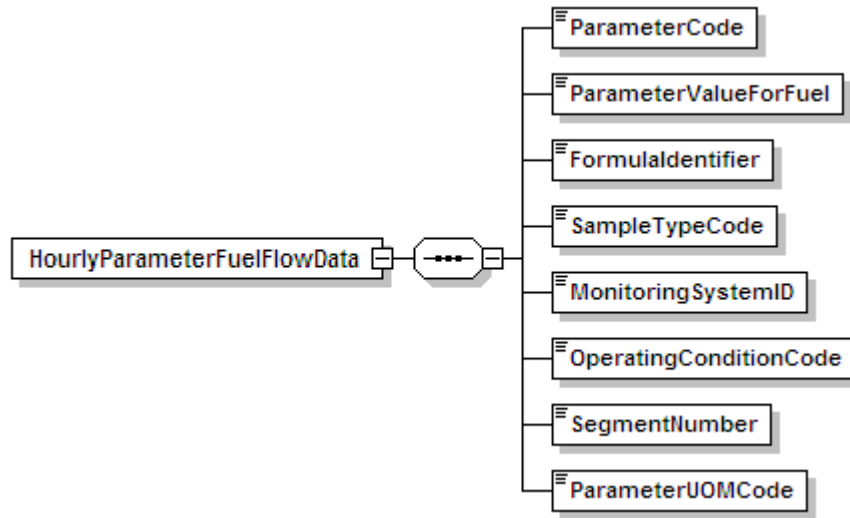 ParameterCode
ParameterValueForFuel
FormulaIdentifier
SampleTypeCode
HourlyParameterFuelFlowData
MonitoringSystemID
OperatingConditionCode
SegmentNumber
ParameterUOMCode